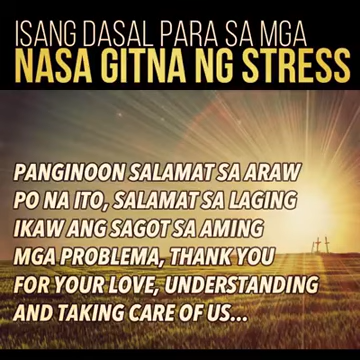 ISANG DASAL PARA SA MGA
NASA GITNA NG STRESS
PANGINOON SALAMAT SA ARAW
PO NA ITO, SALAMAT SA LAGING
IKAW ANG SAGOT SA AMING
MGA PROBLEMA, THANK YOU
FOR YOUR LOVE, UNDERSTANDING
AND TAKING CARE OF US...